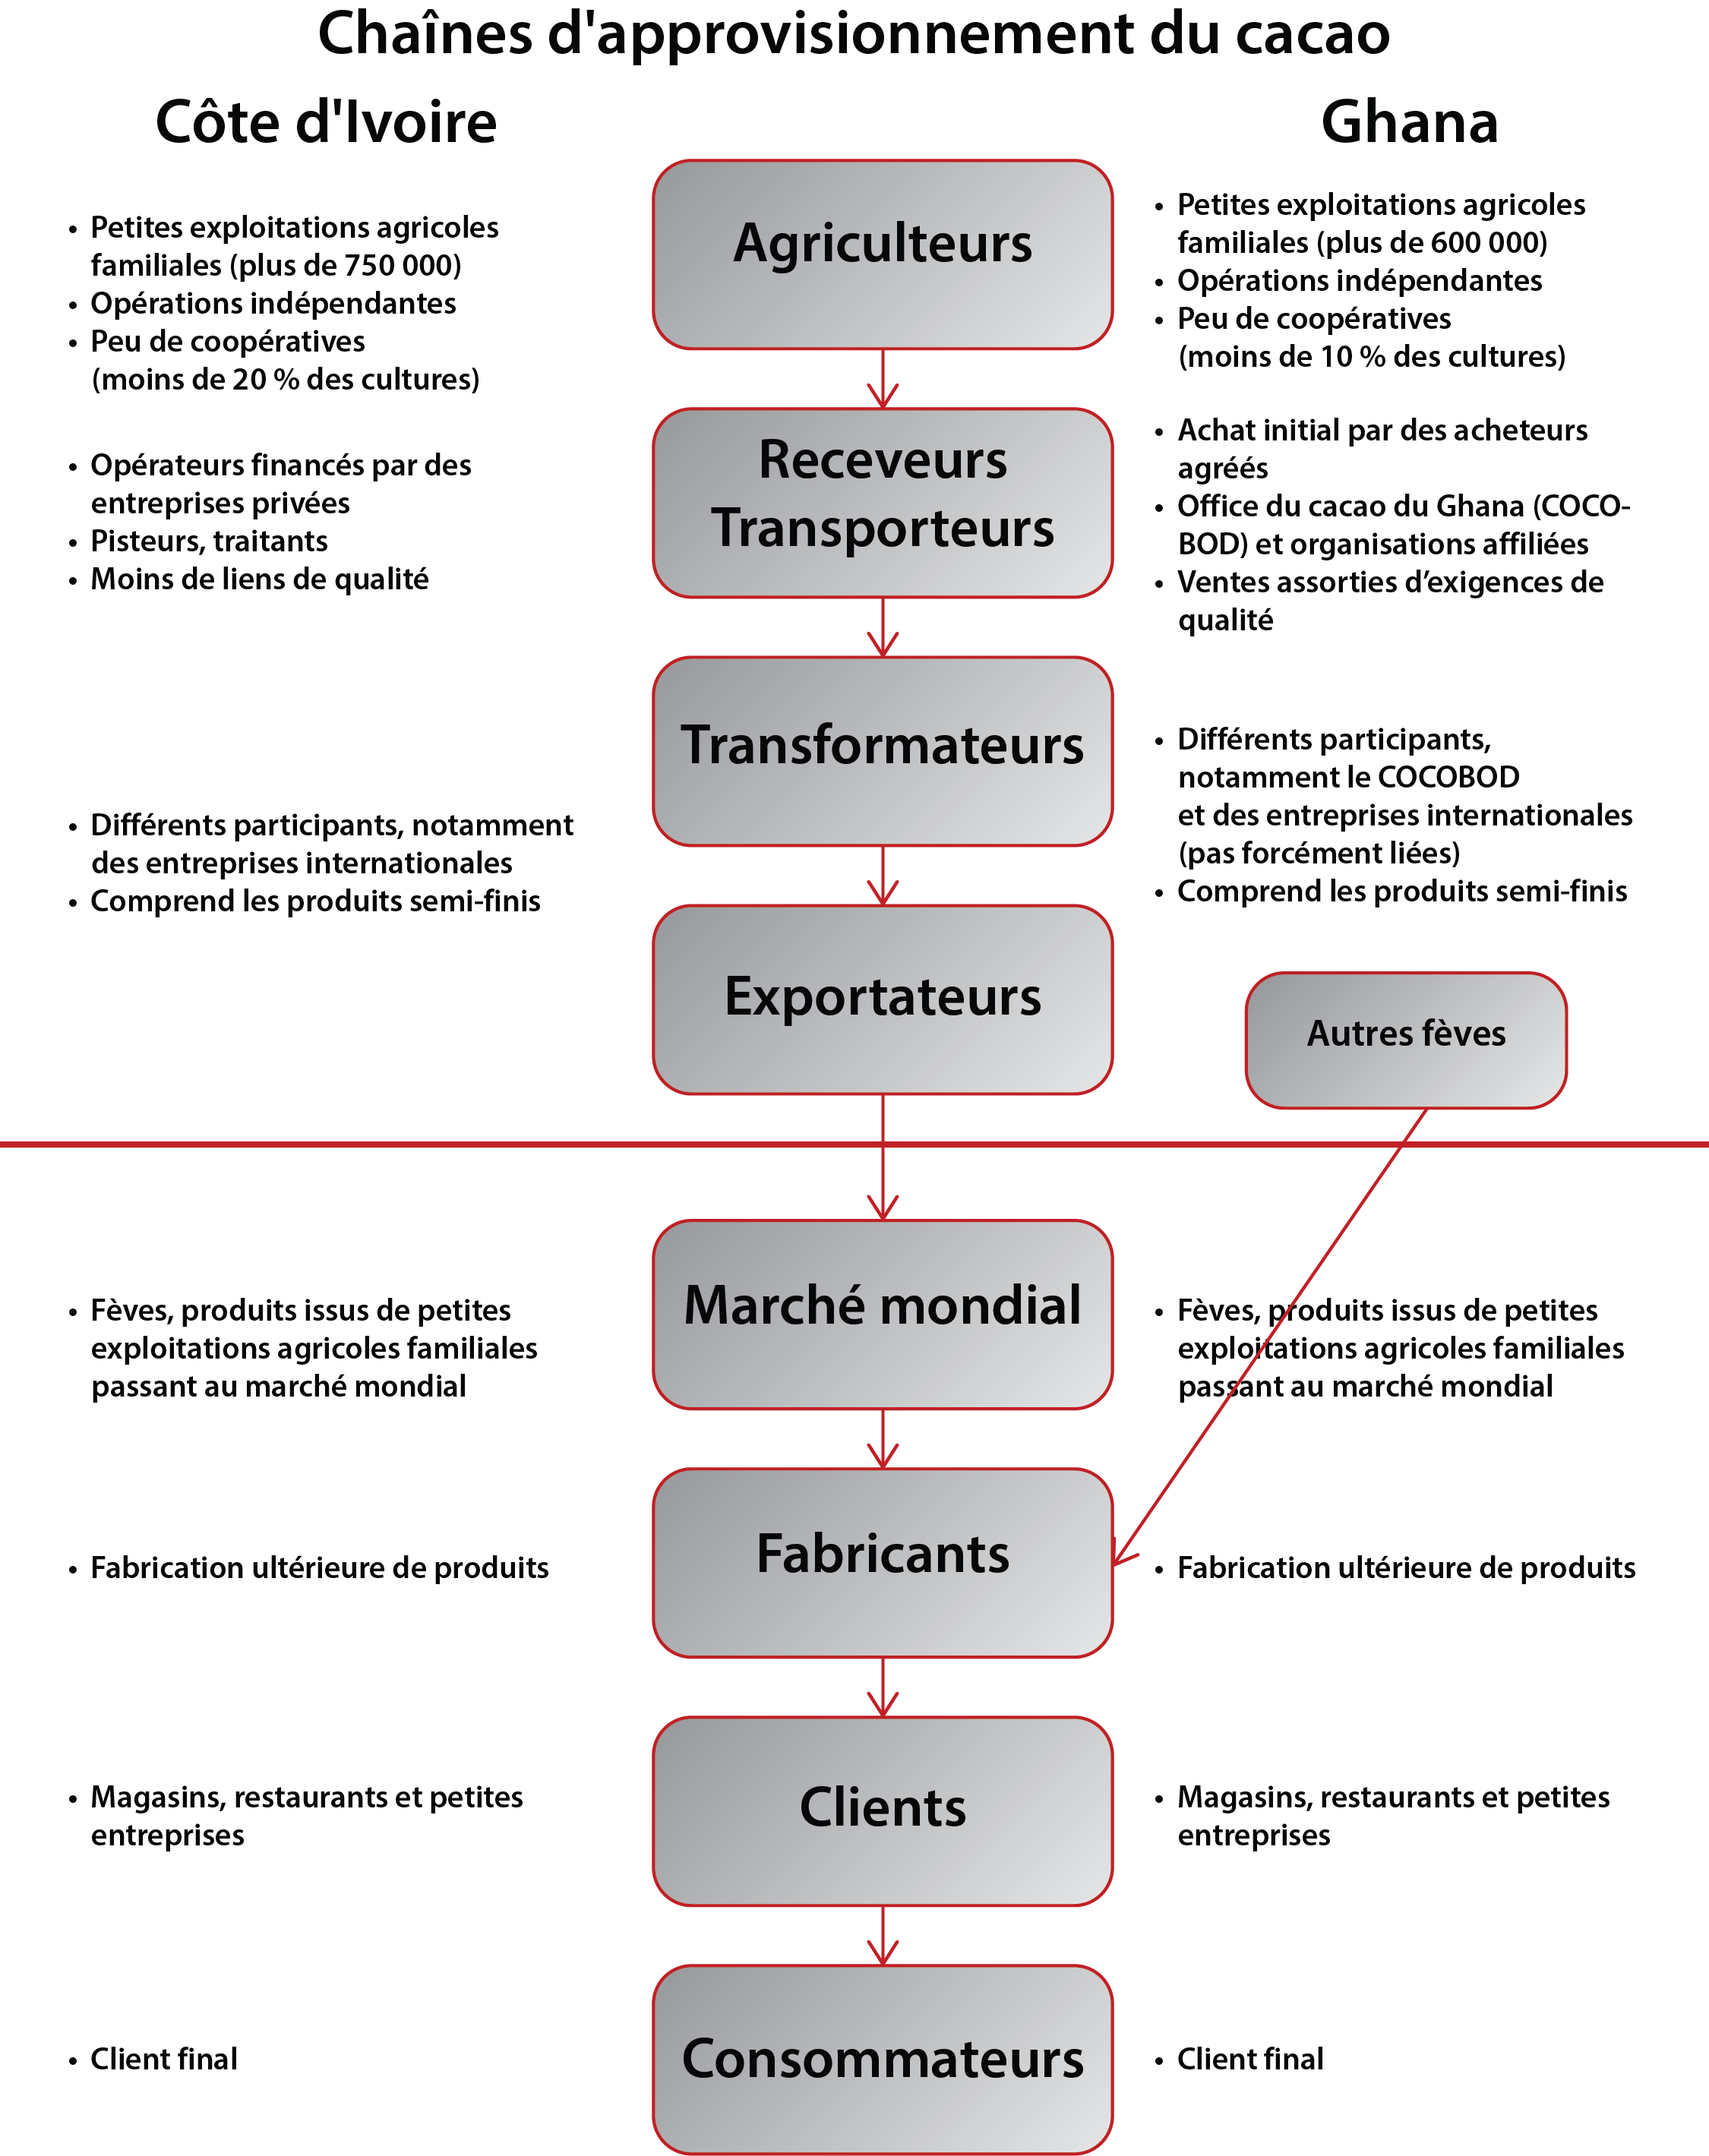 Chaînes d'approvisionnement du cacao
Côte d'Ivoire
Ghana
Agriculteurs
• Petites exploitations agricoles
familiales (plus de 750 000)
• Opérations indépendantes
• Peu de coopératives
(moins de 20 % des cultures)
• Petites exploitations agricoles
familiales (plus de 600 000)
• Opérations indépendantes
• Peu de coopératives
(moins de 10 % des cultures)
Receveurs
Transporteurs
• Opérateurs financés par des
entreprises privées
• Pisteurs, traitants
• Moins de liens de qualité
• Achat initial par des acheteurs
agréés
• Office du cacao du Ghana (COCO-
BOD) et organisations affiliées
• Ventes assorties d’exigences de
qualité
Transformateurs
• Différents participants, notamment
des entreprises internationales
• Comprend les produits semi-finis
• Différents participants,
notamment le COCOBOD
et des entreprises internationales
(pas forcément liées)
• Comprend les produits semi-finis
Exportateurs
Autres fèves
Marché mondial
• Fèves, produits issus de petites
exploitations agricoles familiales
passant au marché mondial
• Fèves, produits issus de petites
exploitations agricoles familiales
passant au marché mondial
Fabricants
• Fabrication ultérieure de produits
• Fabrication ultérieure de produits
Clients
• Magasins, restaurants et petites
entreprises
• Magasins, restaurants et petites
entreprises
Consommateurs
• Client final
• Client final